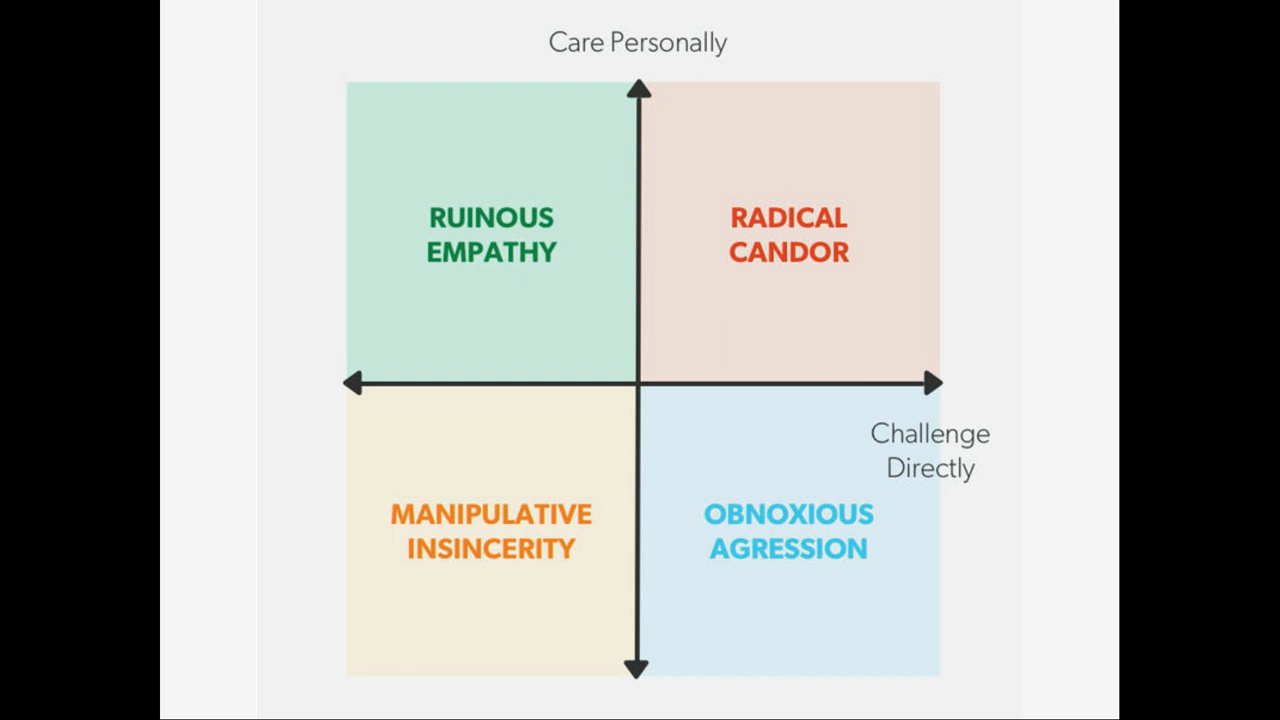 Care Personally
RUINOUS
EMPATHY
RADICAL
CANDOR
Challenge
Directly
MANIPULATIVE
INSINCERITY
OBNOXIOUS
AGRESSION